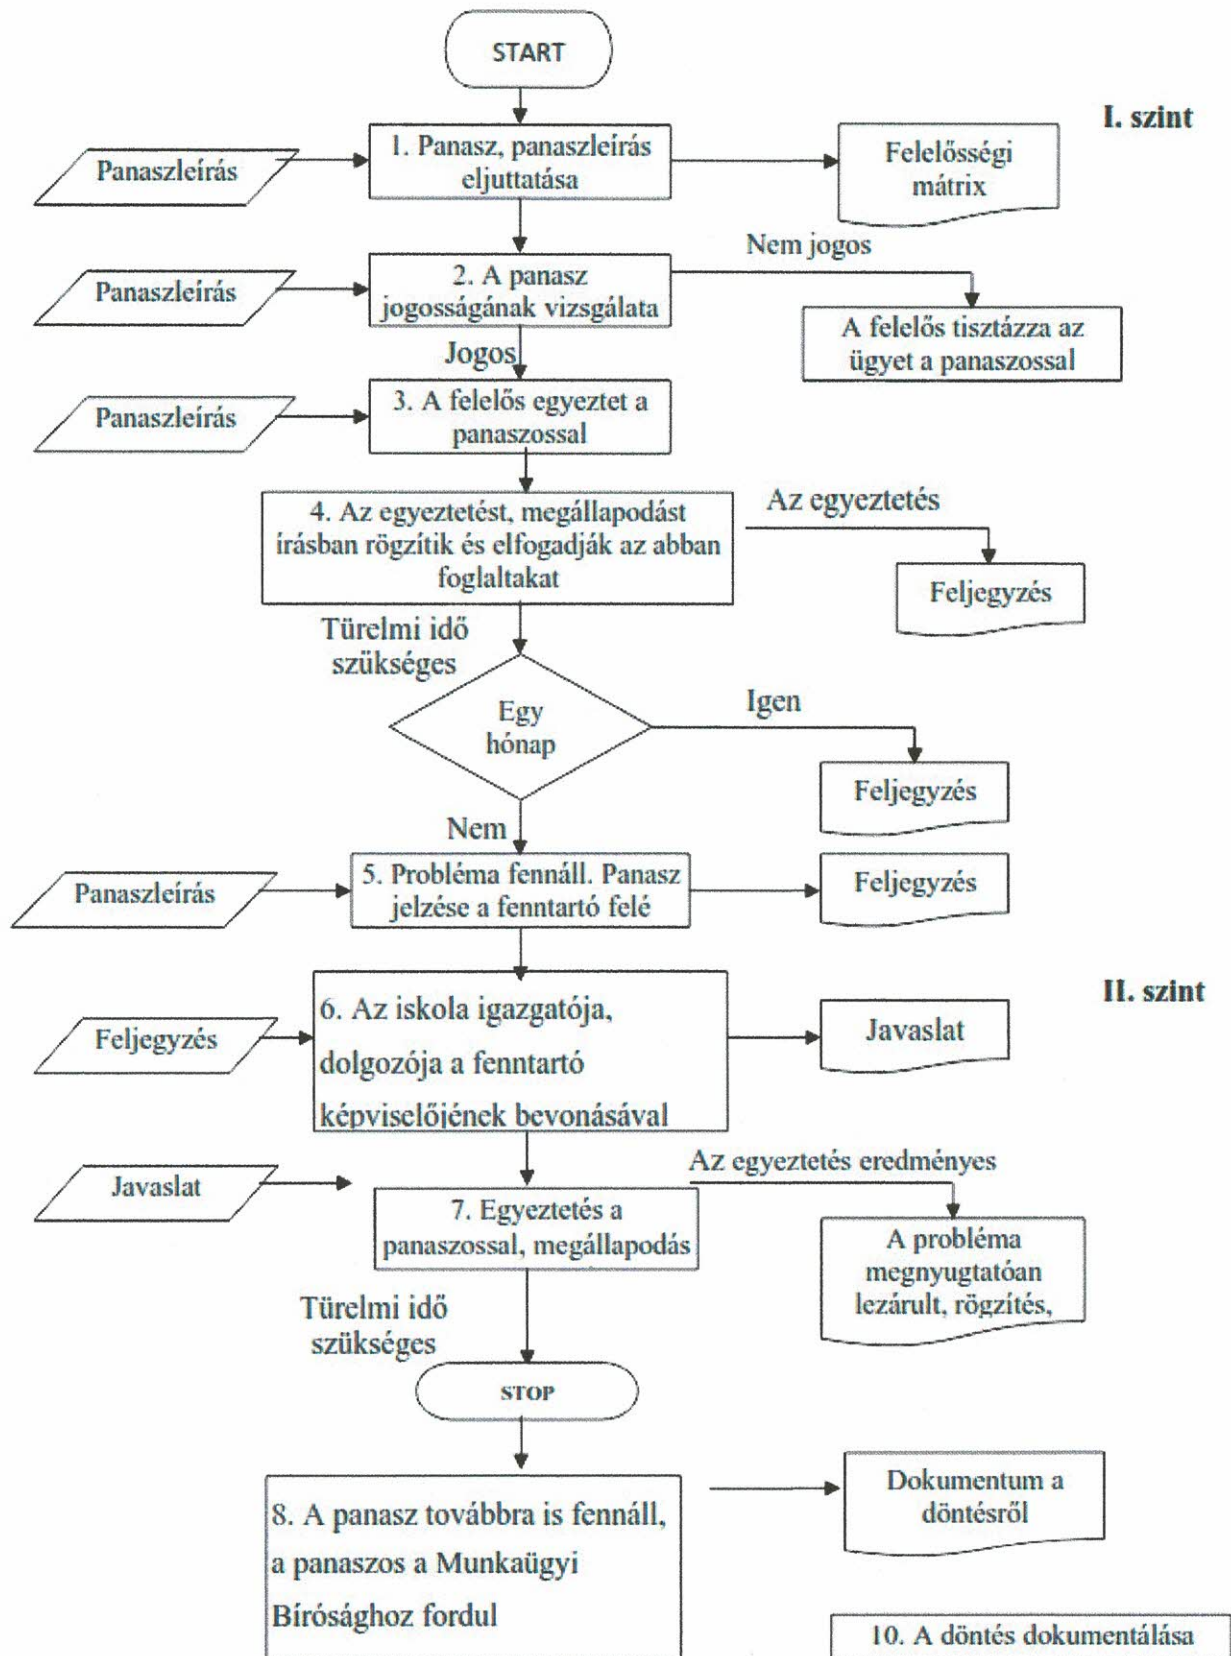 START
I. szint
Panaszleírás
1. Panasz, panaszleírás
eljuttatása
Felelősségi
mátrix
Nem jogos
Panaszleírás
2. A panasz
jogosságának vizsgálata
A felelős tisztázza az
ügyet a panaszossal
Jogos
Panaszleírás
3. A felelős egyeztet a
panaszossal
4. Az egyeztetést, megállapodást
írásban rögzítik és elfogadják az abban
foglaltakat
Az egyeztetés
Feljegyzés
Türelmi idő
szükséges
Egy
hónap
Igen
Feljegyzés
Nem
Panaszleírás
5. Probléma fennáll. Panasz
jelzése a fenntartó felé
Feljegyzés
II. szint
Feljegyzés
6. Az iskola igazgatója,
dolgozója a fenntartó
képviselőjének bevonásával
Javaslat
Javaslat
Az egyeztetés eredményes
7. Egyeztetés a
panaszossal, megállapodás
A probléma
megnyugtatóan
lezárult, rögzítés,
Türelmi idő
szükséges
STOP
8. A panasz továbbra is fennáll,
a panaszos a Munkaügyi
Bírósághoz fordul
Dokumentum a
döntésről
10. A döntés dokumentálása